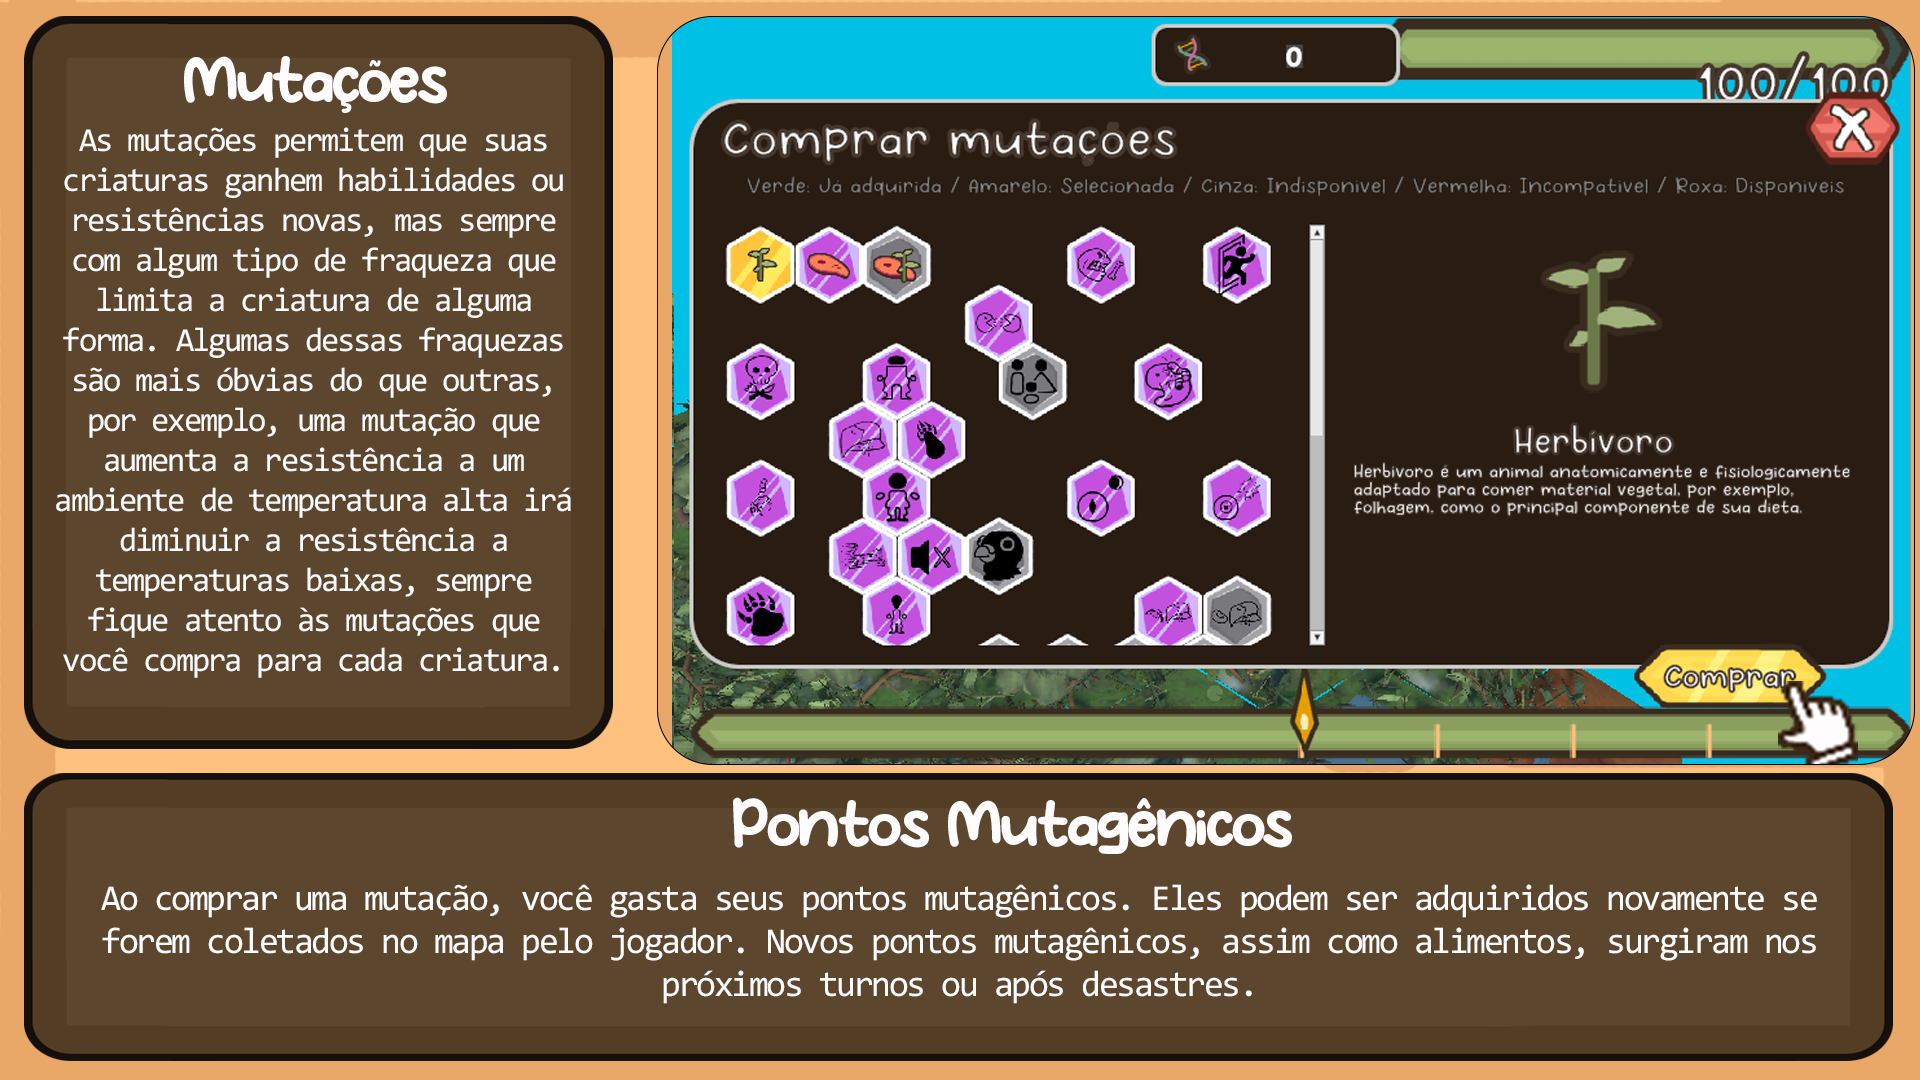 Mutações
As mutações permitem que suas
criaturas ganhem habilidades ou
resistências novas, mas sempre
com algum tipo de fraqueza que
limita a criatura de alguma
forma. Algumas dessas fraquezas
são mais óbvias do que outras,
por exemplo, uma mutação que
aumenta a resistência a um
ambiente de temperatura alta irá
diminuir a resistência a
temperaturas baixas, sempre
fique atento às mutações que
você compra para cada criatura.
0
100/100
Comprar mutações
Verde: Já adquirida / Amarelo: Selecionada / Cinza: Indisponivel / Vermelha: Incompativel / Roxa: Disponiveis
Herbívoro
Herbivoro é um animal anatomicamente e fisiologicamente
adaptado para comer material vegetal, por exemplo,
folhagem, como o principal componente de sua dieta.
Comprar
Pontos Mutagênicos
Ao comprar uma mutação, você gasta seus pontos mutagênicos. Eles podem ser adquiridos novamente se
forem coletados no mapa pelo jogador. Novos pontos mutagênicos, assim como alimentos, surgiram nos
próximos turnos ou após desastres.